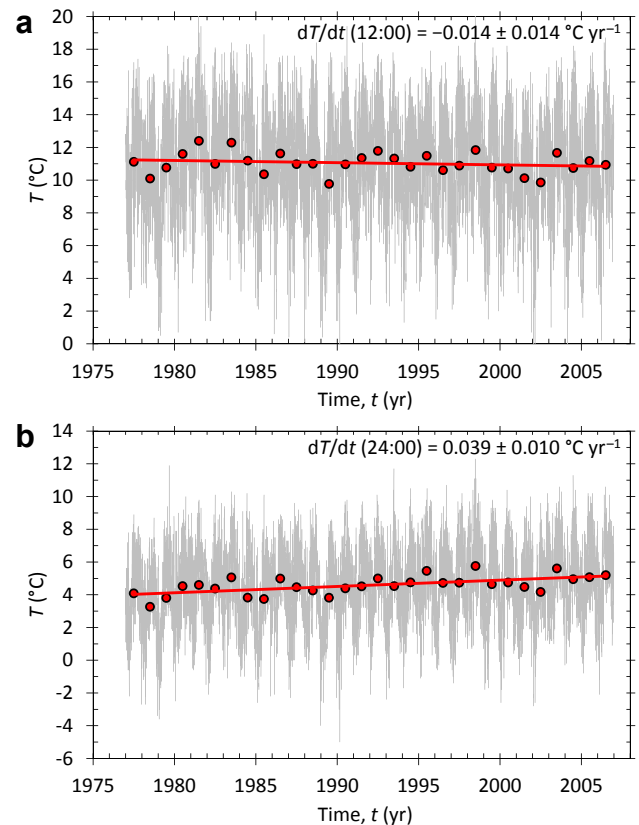 a
dT/dt (12:00) = −0.014 ± 0.014 °C yr⁻¹
20
18
16
14
12
10
8
6
4
2
0
T (°C)
1975 1980 1985 1990 1995 2000 2005
Time, t (yr)
b
dT/dt (24:00) = 0.039 ± 0.010 °C yr⁻¹
14
12
10
8
6
4
2
0
-2
-4
-6
T (°C)
1975 1980 1985 1990 1995 2000 2005
Time, t (yr)